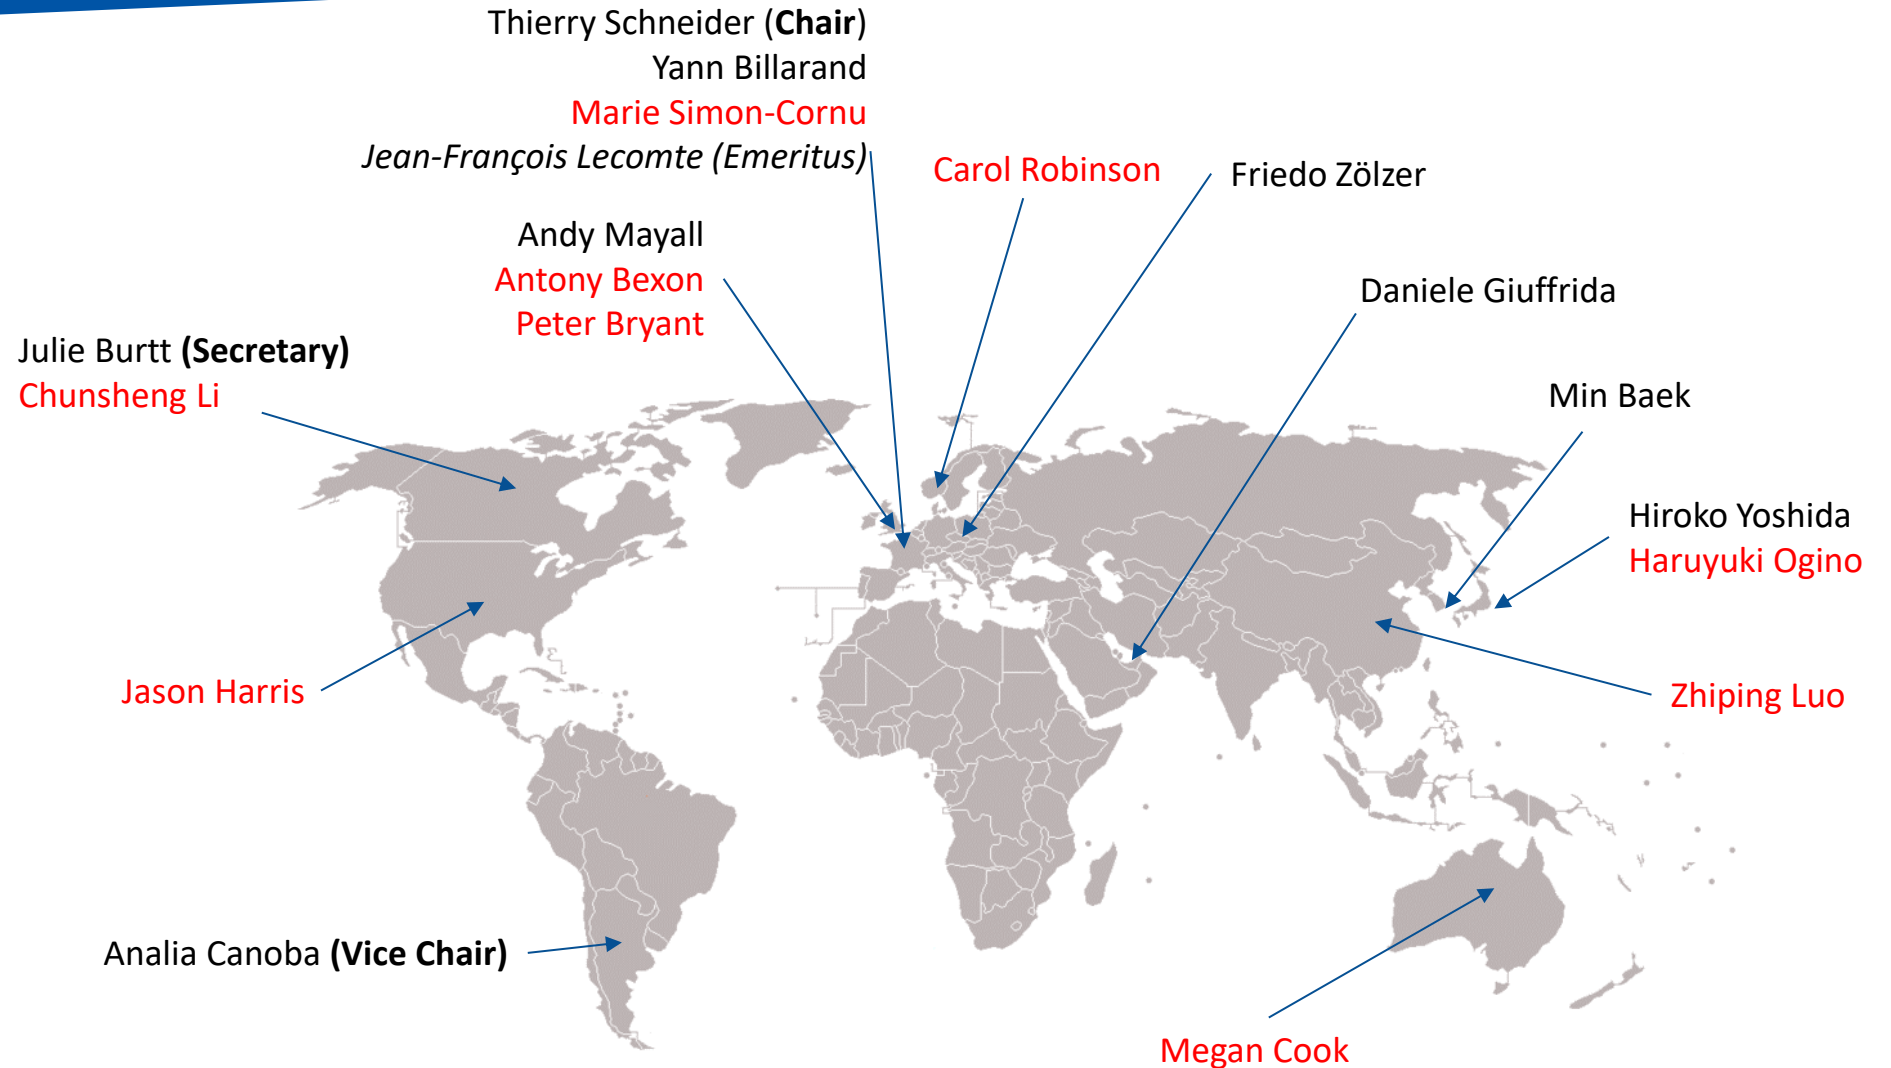 Thierry Schneider (Chair)
Yann Billarand
Marie Simon-Cornu
Jean-François Lecomte (Emeritus)
Carol Robinson
Friedo Zölzer
Andy Mayall
Antony Bexon
Peter Bryant
Daniele Giuffrida
Julie Burtt (Secretary)
Chunsheng Li
Min Baek
Hiroko Yoshida
Haruyuki Ogino
Jason Harris
Zhiping Luo
Analia Canoba (Vice Chair)
Megan Cook